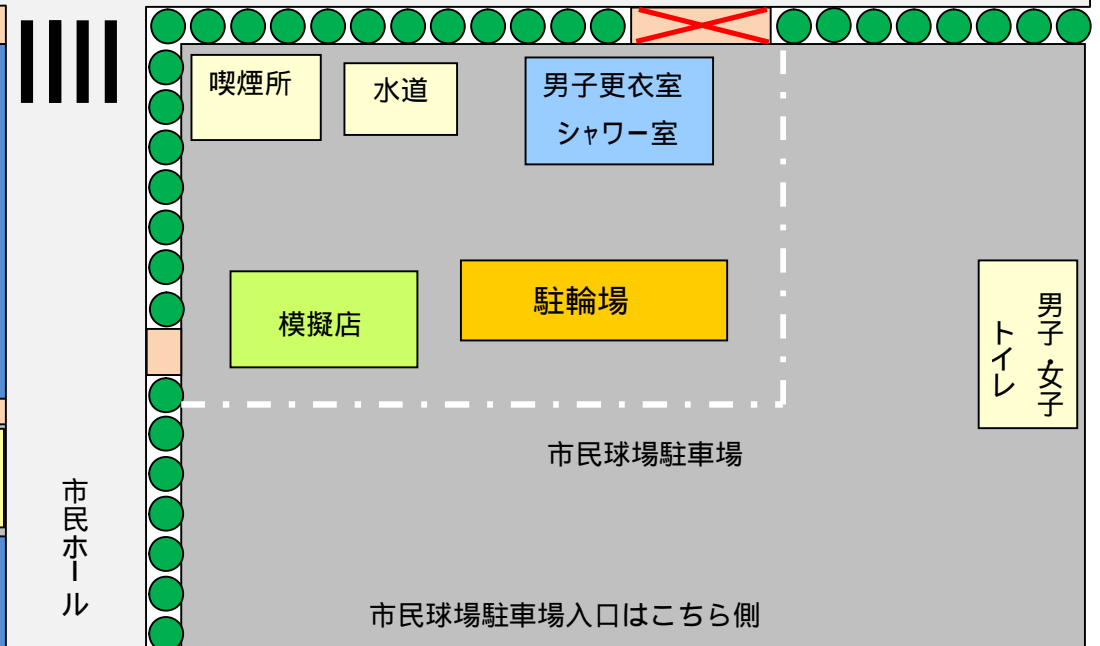 喫煙所
水道
男子更衣室
シャワー室
模擬店
駐輪場
男子・女子
トイレ
市民球場駐車場
市民ホール
市民球場駐車場入口はこちら側